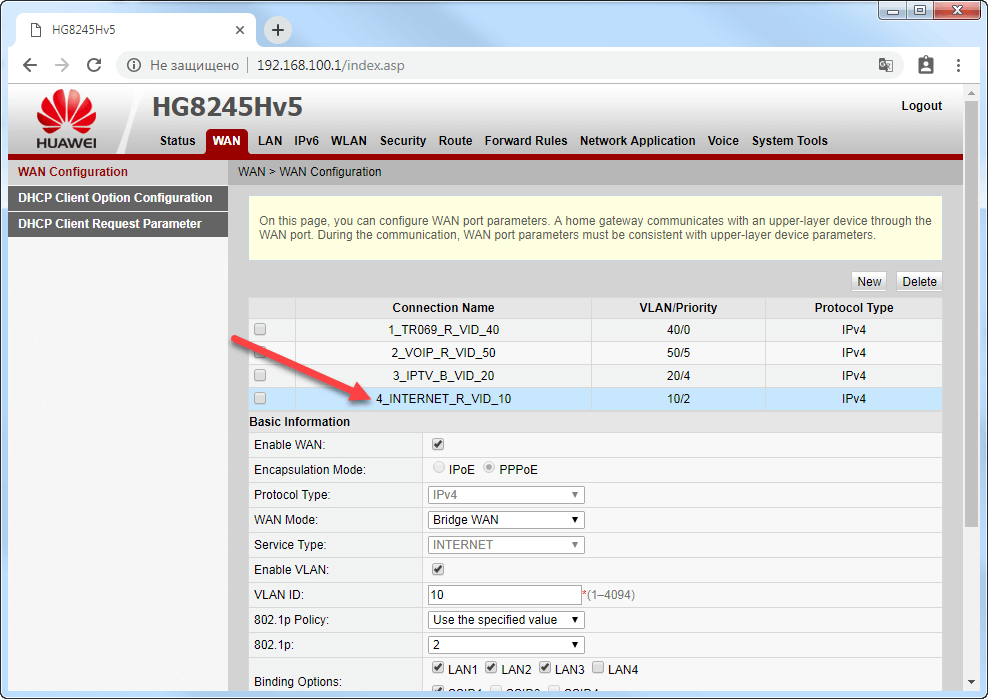 HG8245Hv5
Не защищено 192.168.100.1/index.asp
HUAWEI
HG8245Hv5
Logout
Status WAN LAN IPv6 WLAN Security Route Forward Rules Network Application Voice System Tools
WAN Configuration
WAN > WAN Configuration
DHCP Client Option Configuration
DHCP Client Request Parameter
On this page, you can configure WAN port parameters. A home gateway communicates with an upper-layer device through the
WAN port. During the communication, WAN port parameters must be consistent with upper-layer device parameters.
New Delete
Connection Name VLAN/Priority Protocol Type
1_TR069_R_VID_40 40/0 IPv4
2_VOIP_R_VID_50 50/5 IPv4
3_IPTV_B_VID_20 20/4 IPv4
4_INTERNET_R_VID_10 10/2 IPv4
Basic Information
Enable WAN:
Encapsulation Mode: IPoE PPPoE
Protocol Type: IPv4
WAN Mode: Bridge WAN
Service Type: INTERNET
Enable VLAN:
VLAN ID: 10 *(1–4094)
802.1p Policy: Use the specified value
802.1p: 2
Binding Options: LAN1 LAN2 LAN3 LAN4